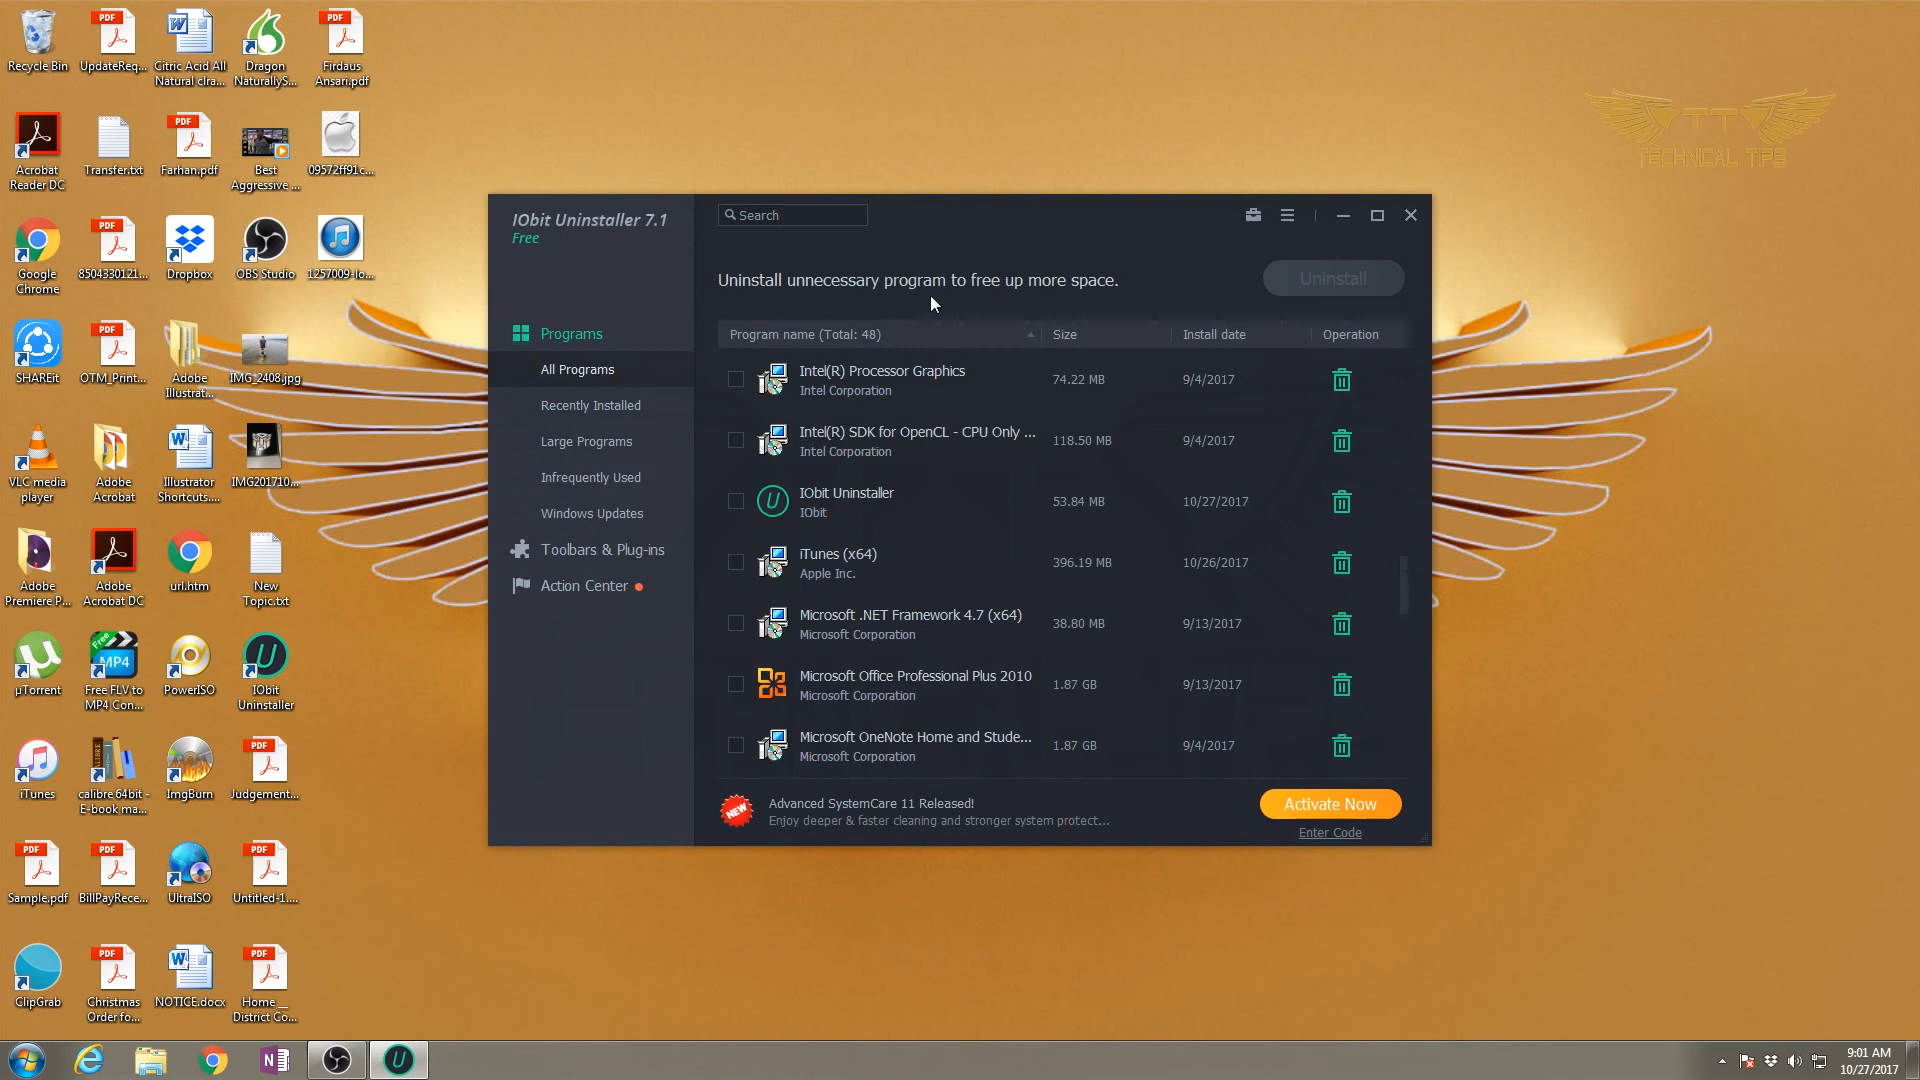 Recycle Bin
UpdateReq...
Citric Acid All
Natural clra...
Dragon
NaturallyS...
Firdaus
Ansari.pdf
Acrobat
Reader DC
Transfer.txt
Farhan.pdf
Best
Aggressive ...
09572ff91c...
Google
Chrome
8504330121...
Dropbox
OBS Studio
1257009-lo...
SHAREit
OTM_Print...
Adobe
Illustrat...
IMG_2408.jpg
VLC media
player
Adobe
Acrobat
Illustrator
Shortcuts....
IMG201710...
Adobe
Premiere P...
Adobe
Acrobat DC
url.htm
New
Topic.txt
µTorrent
Free FLV to
MP4 Con...
PowerISO
IObit
Uninstaller
iTunes
calibre 64bit -
E-book ma...
ImgBurn
Judgement...
Sample.pdf
BillPayRece...
UltraISO
Untitled-1....
ClipGrab
Christmas
Order fo...
NOTICE.docx
Home __
District Co...
TT
TECHNICAL TIPS
IObit Uninstaller 7.1
Free
Search
Uninstall unnecessary program to free up more space.
Uninstall
Programs
All Programs
Recently Installed
Large Programs
Infrequently Used
Windows Updates
Toolbars & Plug-ins
Action Center
Program name (Total: 48) Size Install date Operation
Intel(R) Processor Graphics
Intel Corporation
74.22 MB 9/4/2017
Intel(R) SDK for OpenCL - CPU Only ...
Intel Corporation
118.50 MB 9/4/2017
IObit Uninstaller
IObit
53.84 MB 10/27/2017
iTunes (x64)
Apple Inc.
396.19 MB 10/26/2017
Microsoft .NET Framework 4.7 (x64)
Microsoft Corporation
38.80 MB 9/13/2017
Microsoft Office Professional Plus 2010
Microsoft Corporation
1.87 GB 9/13/2017
Microsoft OneNote Home and Stude...
Microsoft Corporation
1.87 GB 9/4/2017
NEW
Advanced SystemCare 11 Released!
Enjoy deeper & faster cleaning and stronger system protect...
Activate Now
Enter Code
9:01 AM
10/27/2017